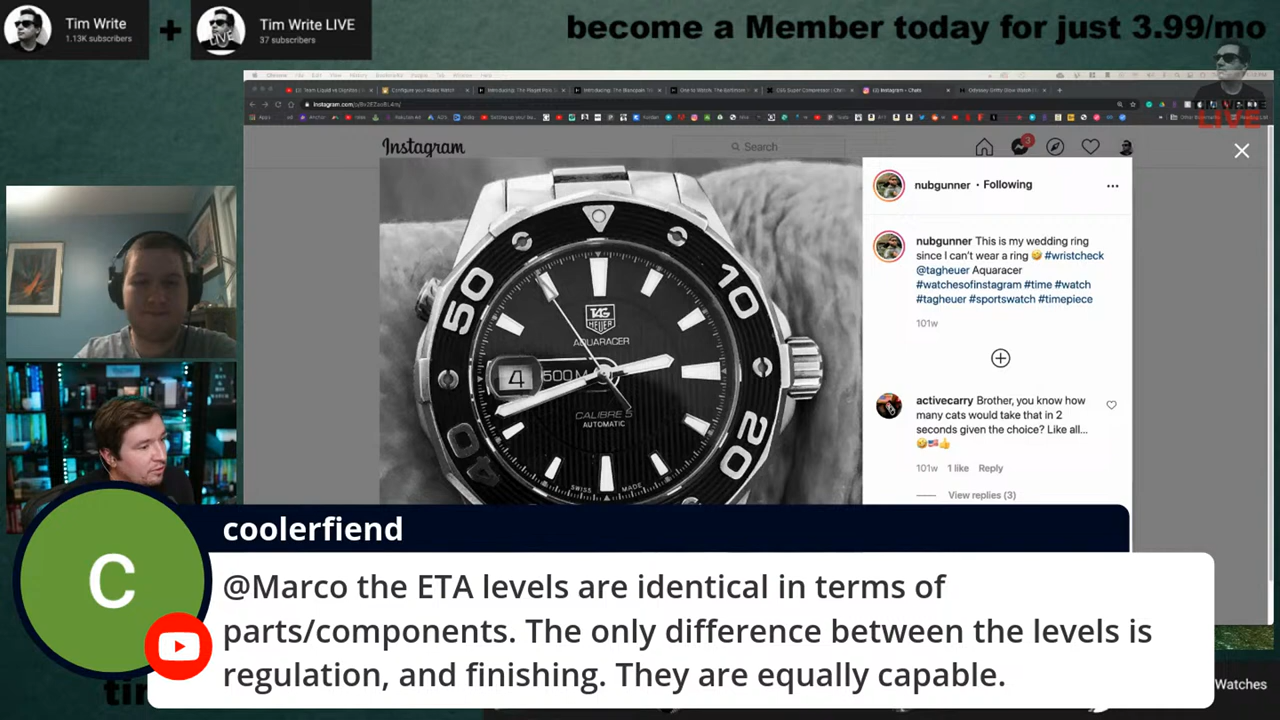 Tim Write
1.13K subscribers
+
Tim Write LIVE
37 subscribers
become a Member today for just 3.99/mo
TIM WRITE
LIVE
Instagram
Search
3
nubgunner • Following
nubgunner This is my wedding ring
since I can't wear a ring 🤣 #wristcheck
@tagheuer Aquaracer
#watchesofinstagram #time #watch
#tagheuer #sportswatch #timepiece
101w
activecarry Brother, you know how
many cats would take that in 2
seconds given the choice? Like all...
🤣🇺🇸👍
101w 1 like Reply
View replies (3)
50
10
20
40
TAG
HEUER
AQUARACER
4
500 M
CALIBRE 5
AUTOMATIC
SWISS MADE
C
coolerfiend
@Marco the ETA levels are identical in terms of
parts/components. The only difference between the levels is
regulation, and finishing. They are equally capable.
Watches